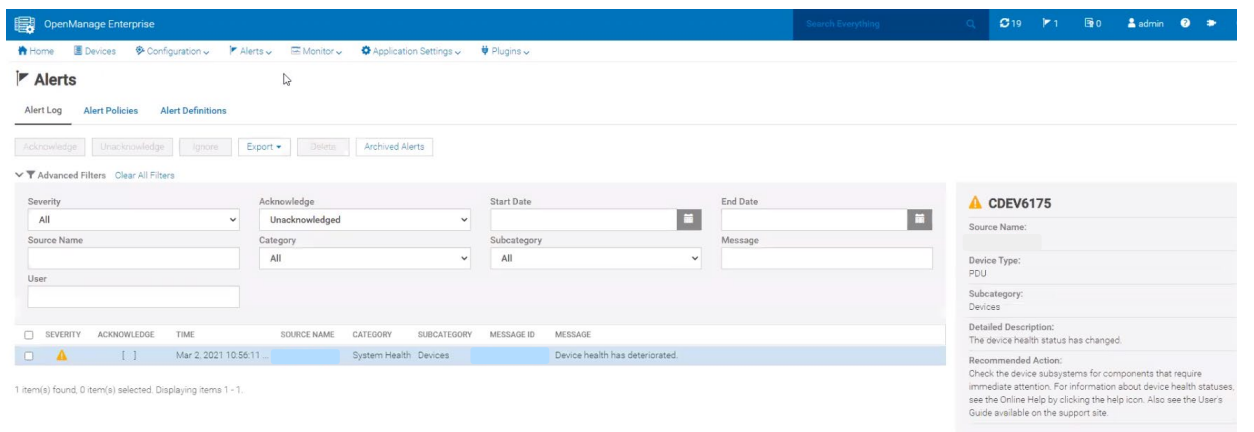 OpenManage Enterprise
Search Everything
19
1
0
admin
Home Devices Configuration Alerts Monitor Application Settings Plugins
Alerts
Alert Log Alert Policies Alert Definitions
Acknowledge Unacknowledge Ignore Export Delete Archived Alerts
Advanced Filters Clear All Filters
Severity Acknowledge Start Date End Date
All Unacknowledged
Source Name Category Subcategory Message
All All
User
SEVERITY ACKNOWLEDGE TIME SOURCE NAME CATEGORY SUBCATEGORY MESSAGE ID MESSAGE
[ ] Mar 2, 2021 10:56:11 ... System Health Devices Device health has deteriorated.
1 item(s) found, 0 item(s) selected. Displaying items 1 - 1.
CDEV6175
Source Name:
Device Type:
PDU
Subcategory:
Devices
Detailed Description:
The device health status has changed.
Recommended Action:
Check the device subsystems for components that require
immediate attention. For information about device health statuses,
see the Online Help by clicking the help icon. Also see the User's
Guide available on the support site.